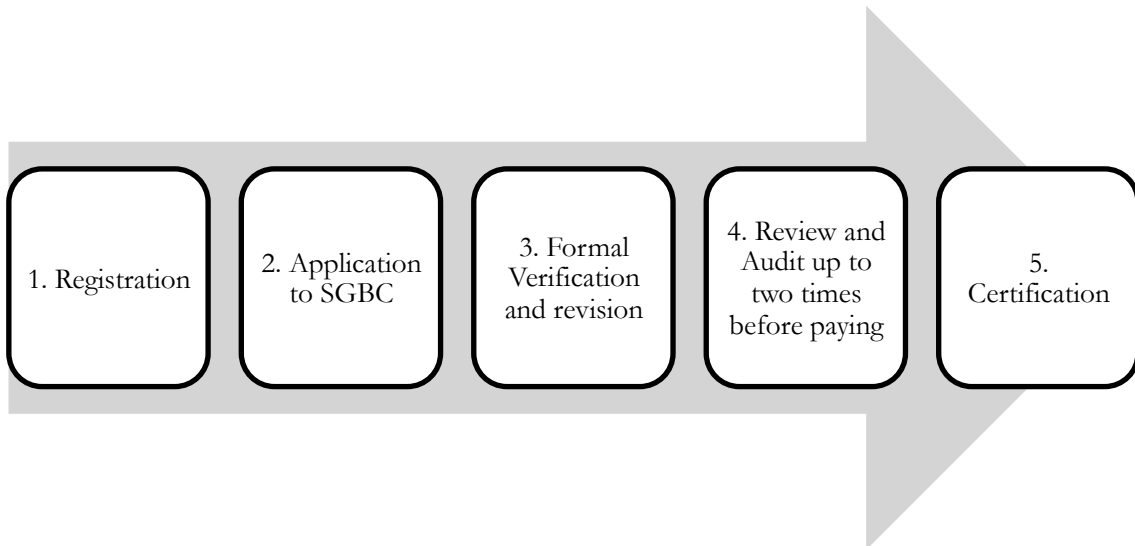 1. Registration
2. Application
to SGBC
3. Formal
Verification
and revision
4. Review and
Audit up to
two times
before paying
5.
Certification